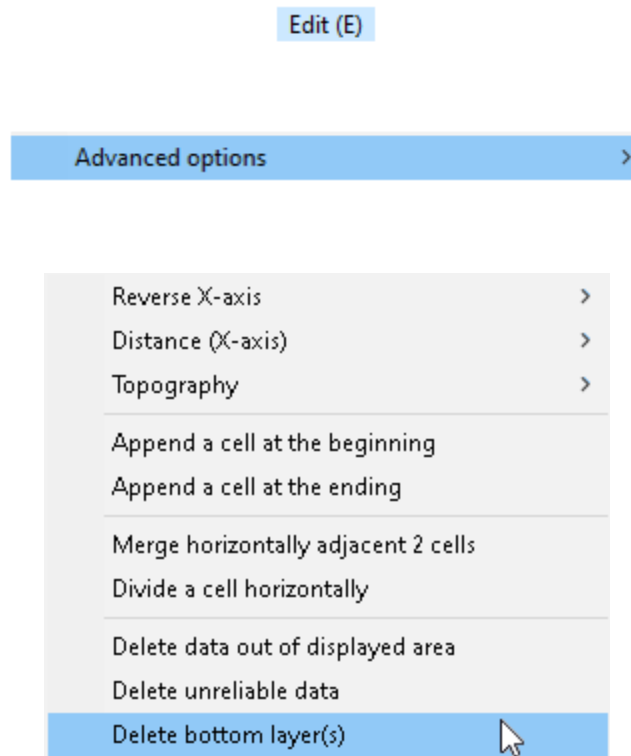 Edit (E)
Advanced options
Reverse X-axis
Distance (X-axis)
Topography
Append a cell at the beginning
Append a cell at the ending
Merge horizontally adjacent 2 cells
Divide a cell horizontally
Delete data out of displayed area
Delete unreliable data
Delete bottom layer(s)